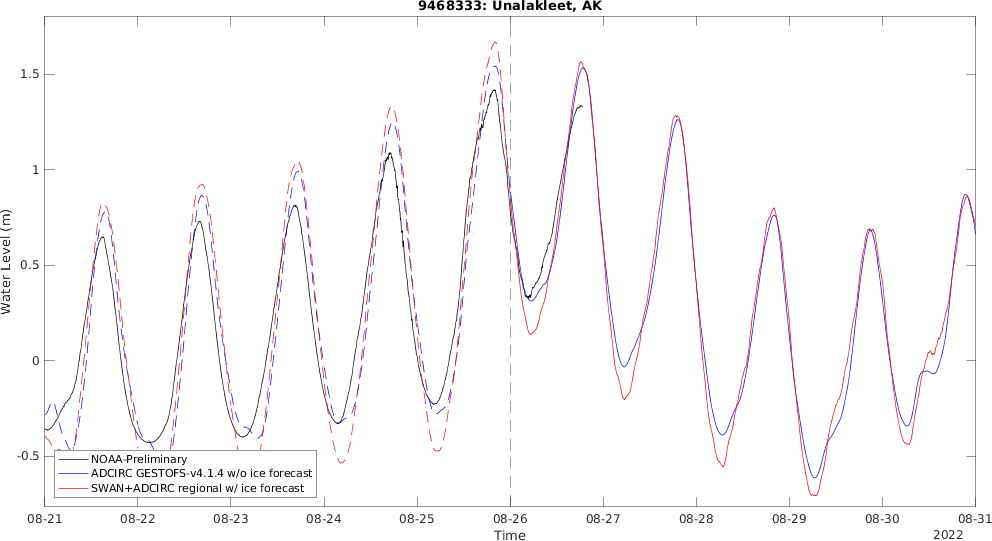 9468333: Unalakleet, AK
Water Level (m)
1.5
1
0.5
0
-0.5
NOAA-Preliminary
ADCIRC GESTOFS-v4.1.4 w/o ice forecast
SWAN+ADCIRC regional w/ ice forecast
08-21 08-22 08-23 08-24 08-25 08-26 08-27 08-28 08-29 08-30 08-31
Time
2022